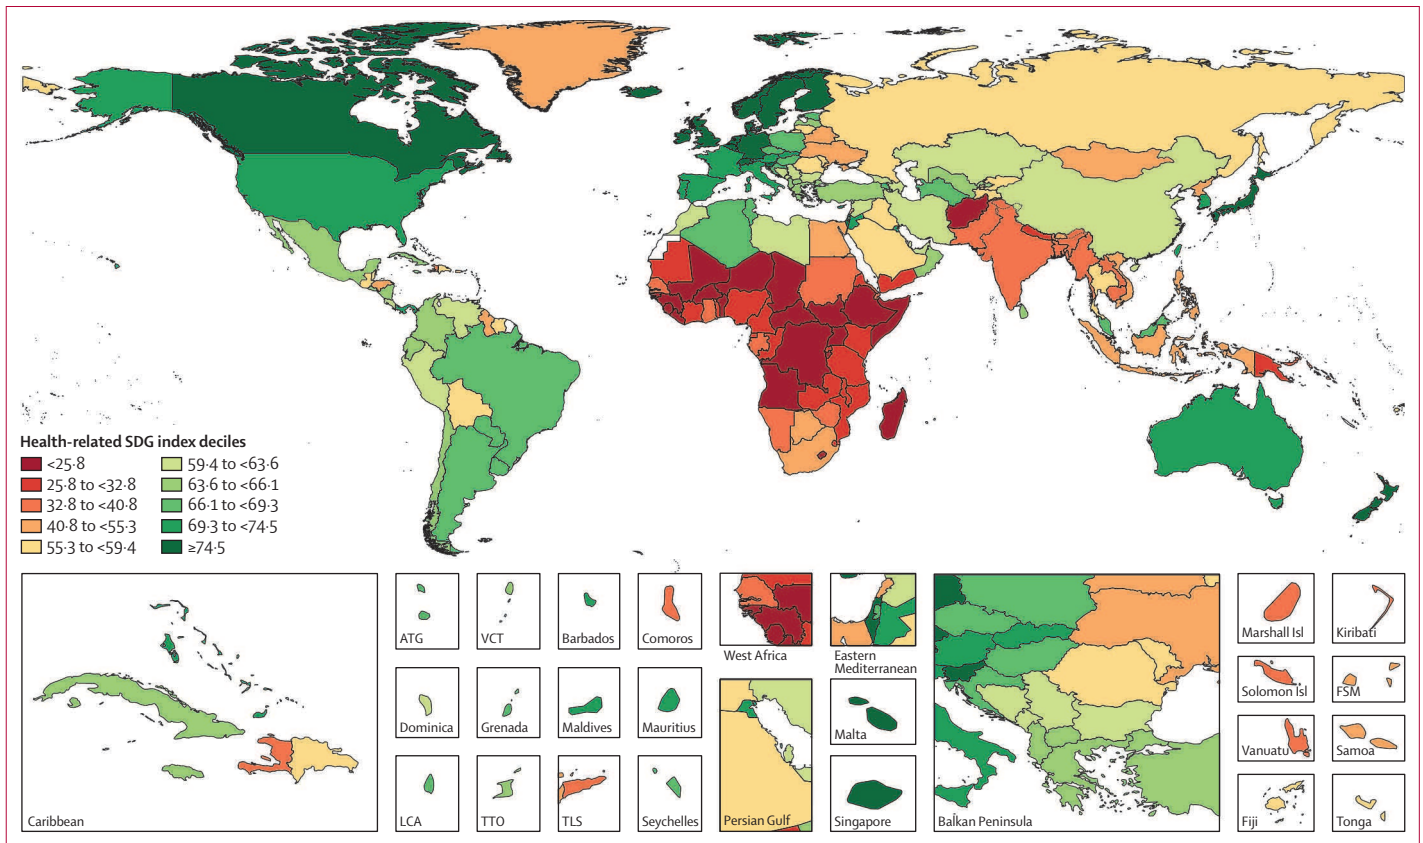 Health-related SDG index deciles
<25·8
25·8 to <32·8
32·8 to <40·8
40·8 to <55·3
55·3 to <59·4
59·4 to <63·6
63·6 to <66·1
66·1 to <69·3
69·3 to <74·5
≥74·5
Caribbean
ATG
VCT
Barbados
Comoros
Dominica
Grenada
Maldives
Mauritius
LCA
TTO
TLS
Seychelles
West Africa
Eastern
Mediterranean
Persian Gulf
Malta
Singapore
Balkan Peninsula
Marshall Isl
Kiribati
Solomon Isl
FSM
Vanuatu
Samoa
Fiji
Tonga